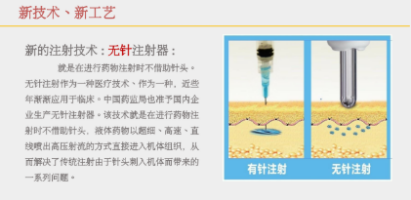 新技术、新工艺
新的注射技术：无针注射器：
就是在进行药物注射时不借助针头。
无针注射作为一种医疗技术、作为一种，近些
年渐渐应用于临床。中国药监局也准予国内企
业生产无针注射器。该技术就是在进行药物注
射时不借助针头，液体药物以超细、高速、直
线喷出高压射流的方式直接进入机体组织，从
而解决了传统注射由于针头刺入机体而带来的
一系列问题。
有针注射
无针注射